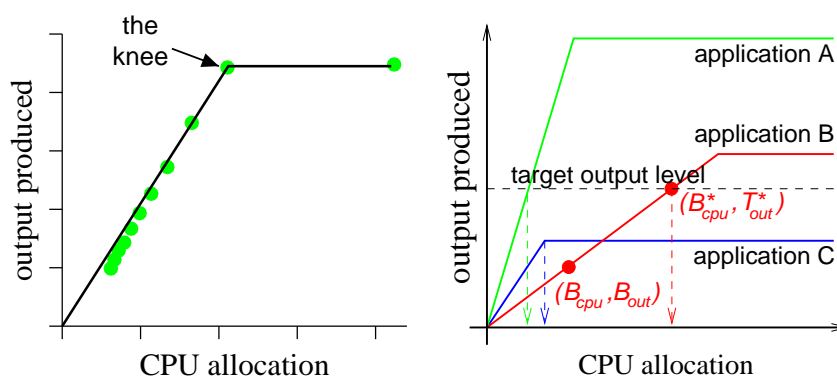 the
knee
output produced
CPU allocation
application A
application B
target output level
(B*cpu, T*out)
application C
(Bcpu, Bout)
output produced
CPU allocation